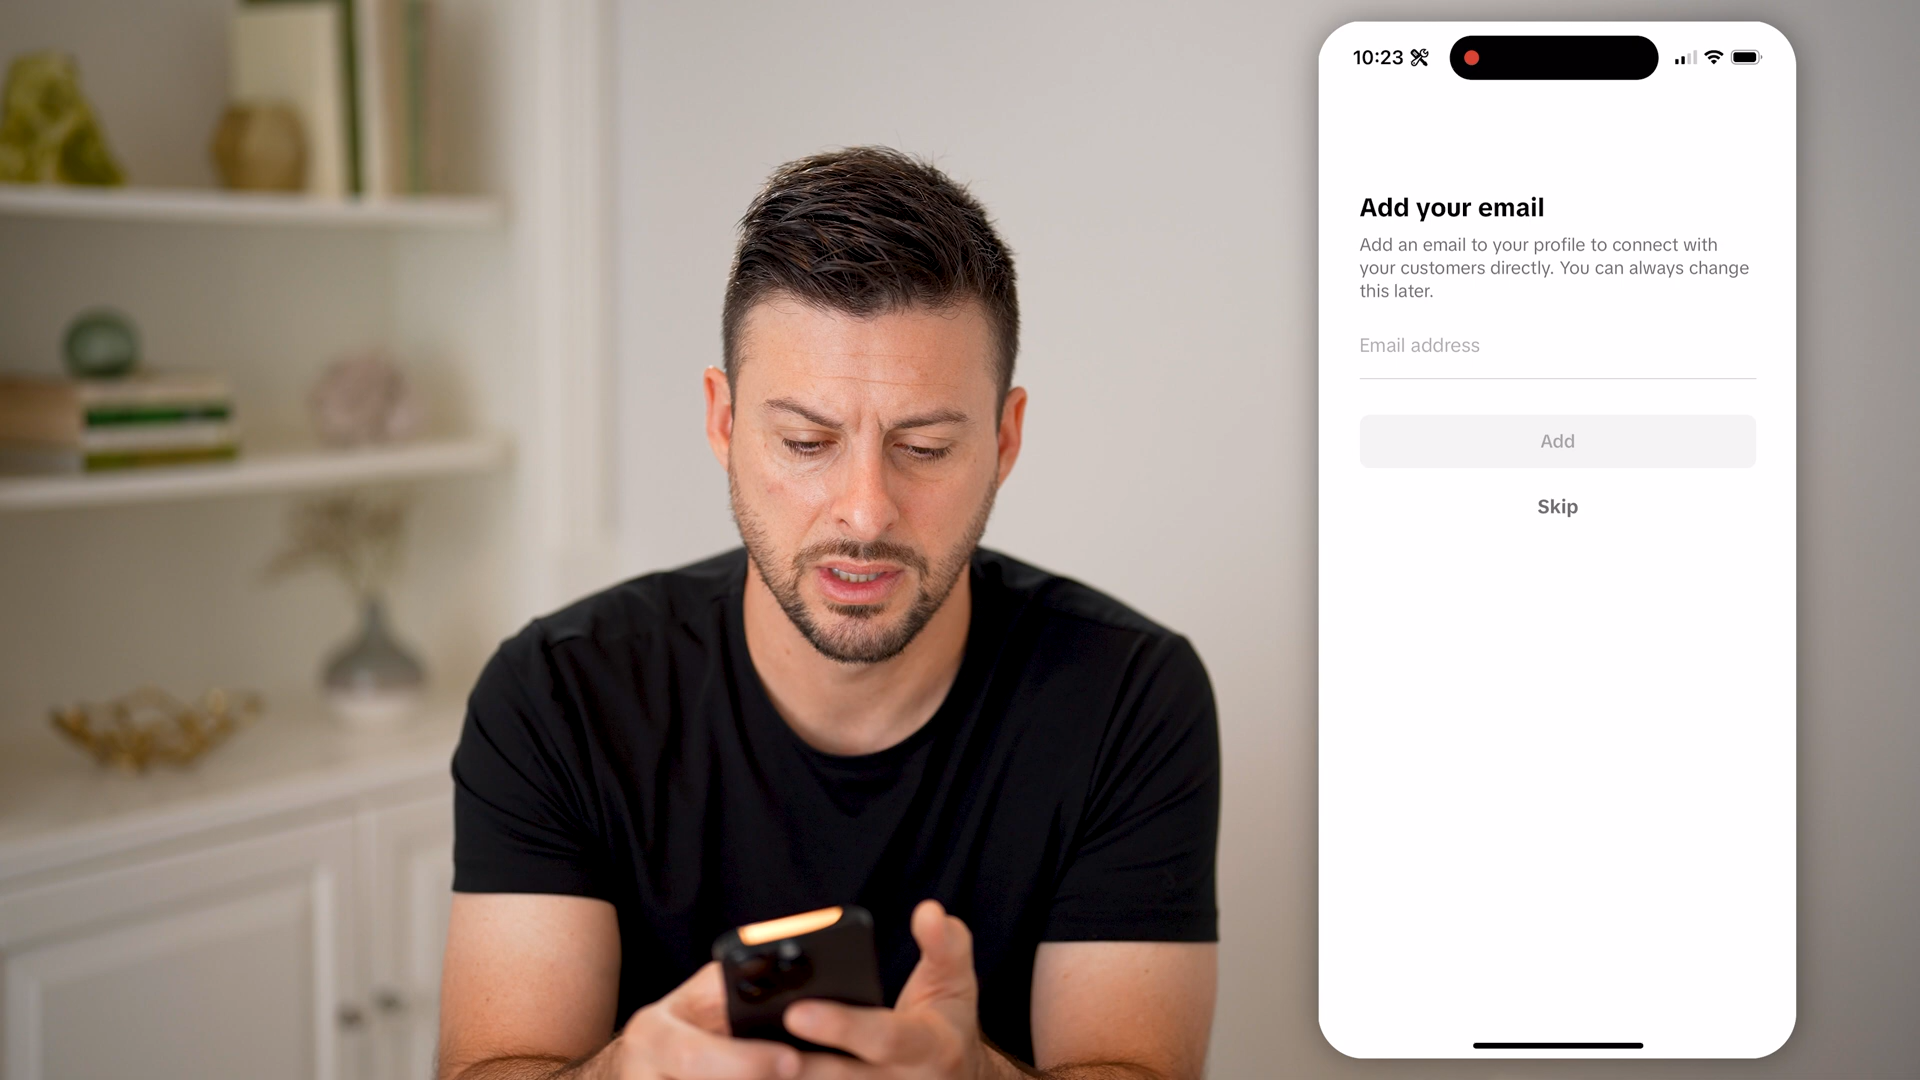 10:23
Add your email
Add an email to your profile to connect with
your customers directly. You can always change
this later.
Email address
Add
Skip